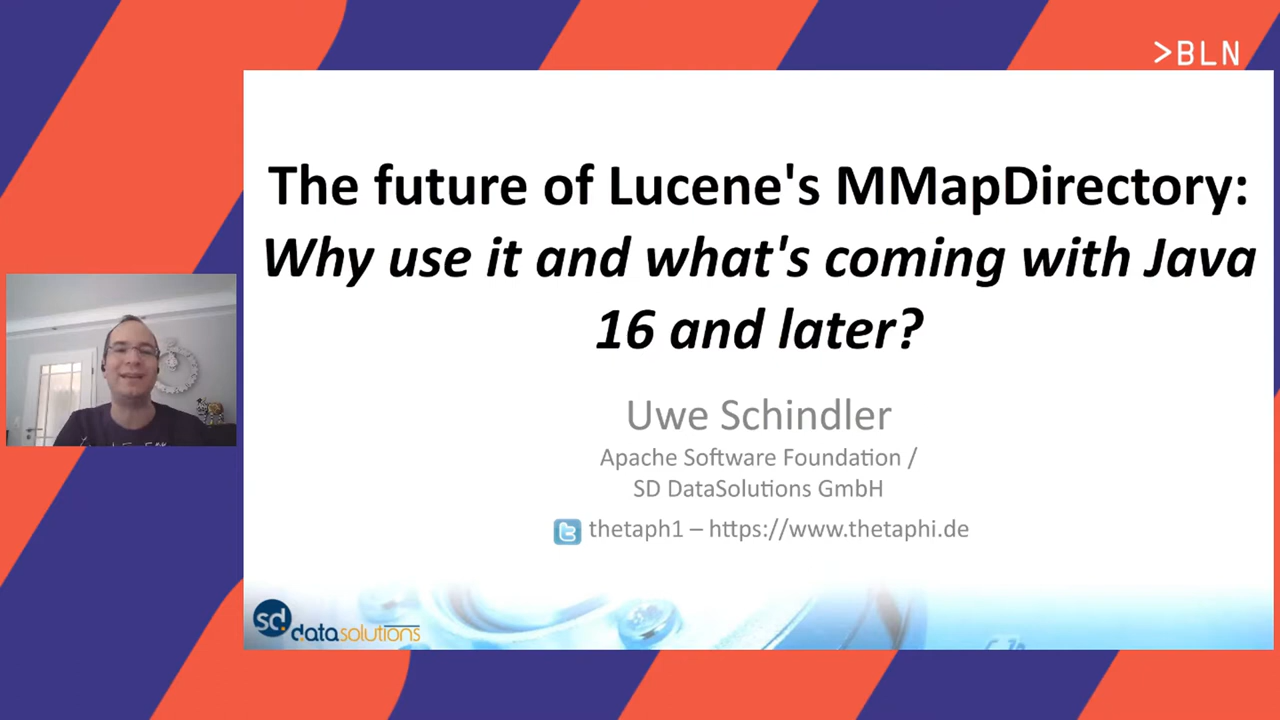 >BLN
The future of Lucene's MMapDirectory:
Why use it and what's coming with Java
16 and later?
Uwe Schindler
Apache Software Foundation /
SD DataSolutions GmbH
thetaph1 – https://www.thetaphi.de
sd.
datasolutions